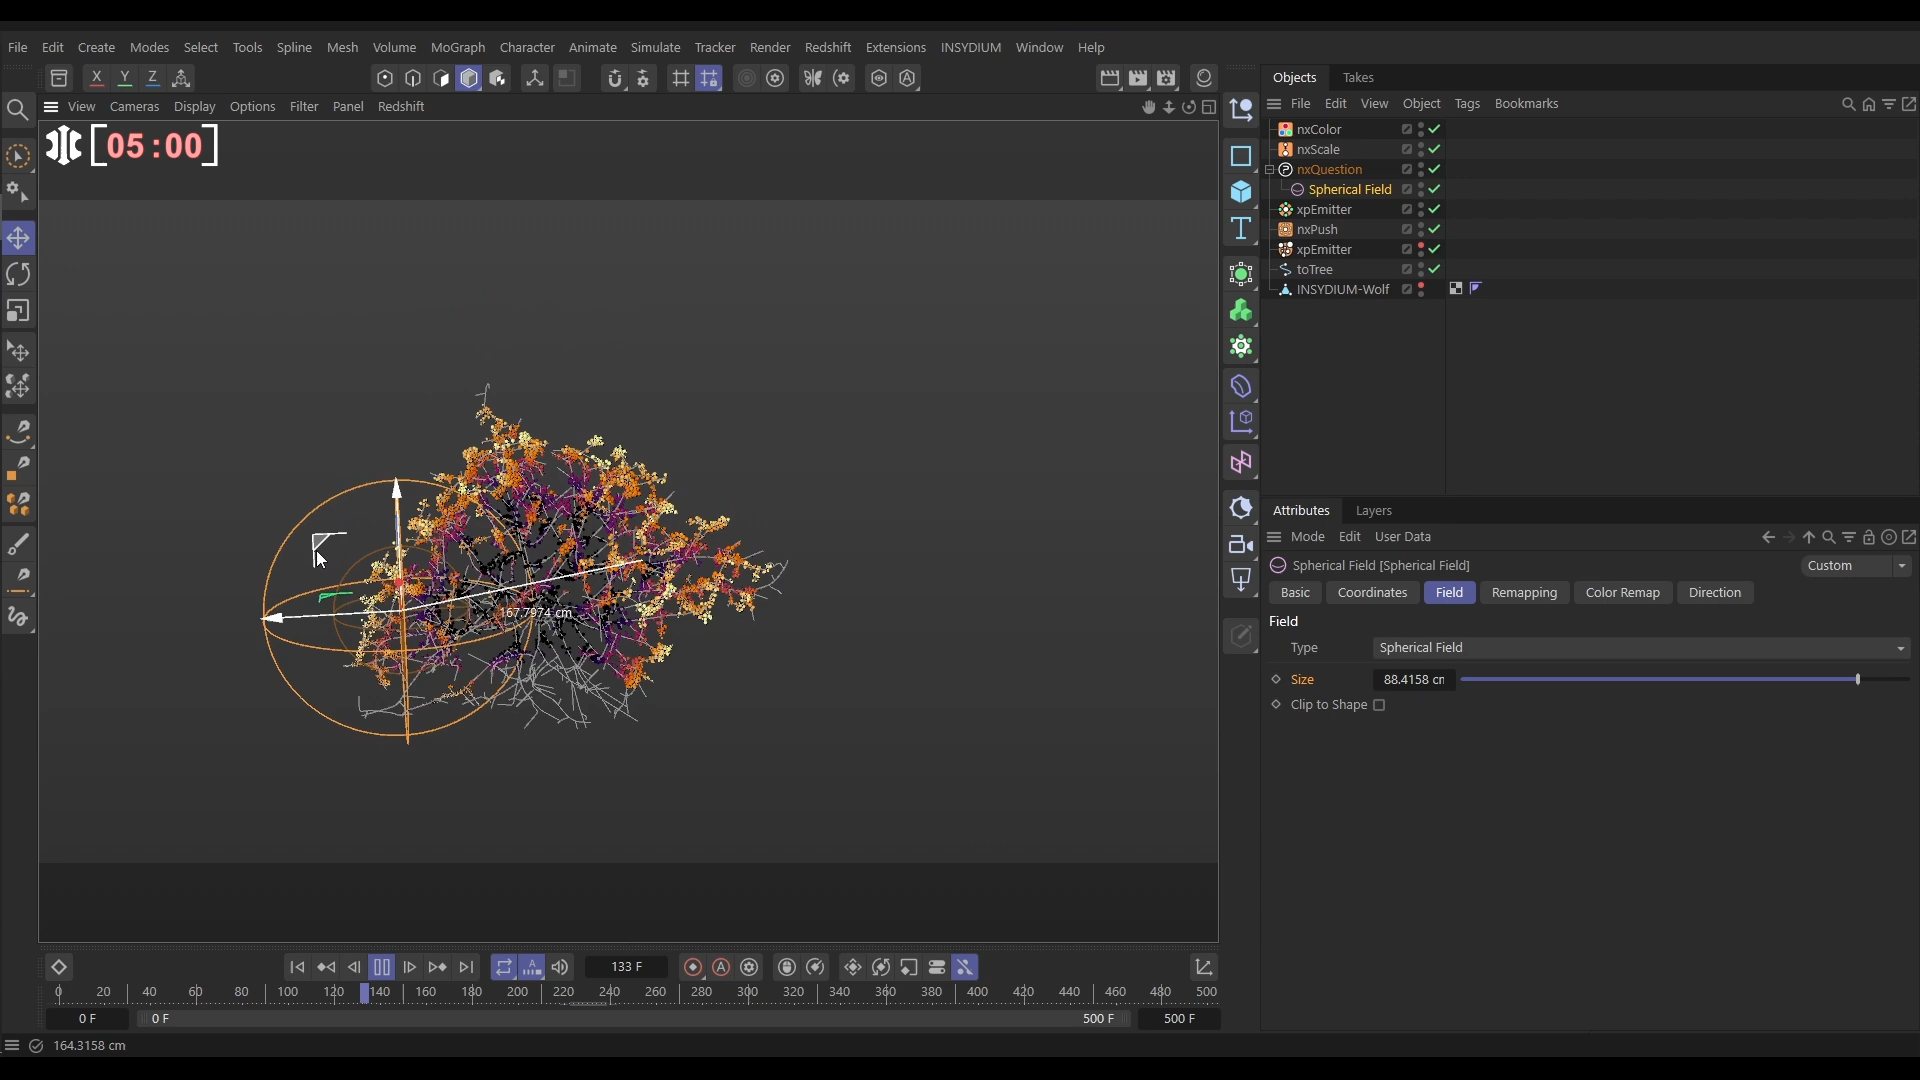 File Edit Create Modes Select Tools Spline Mesh Volume MoGraph Character Animate Simulate Tracker Render Redshift Extensions INSYDIUM Window Help
X Y Z
View Cameras Display Options Filter Panel Redshift
[05:00]
167.7974 cm
Objects Takes
File Edit View Object Tags Bookmarks
nxColor
nxScale
nxQuestion
Spherical Field
xpEmitter
nxPush
xpEmitter
toTree
INSYDIUM-Wolf
Attributes Layers
Mode Edit User Data
Spherical Field [Spherical Field] Custom
Basic Coordinates Field Remapping Color Remap Direction
Field
Type Spherical Field
Size 88.4158 cm
Clip to Shape
133 F
0 20 40 60 80 100 120 140 160 180 200 220 240 260 280 300 320 340 360 380 400 420 440 460 480 500
0 F 0 F 500 F 500 F
164.3158 cm